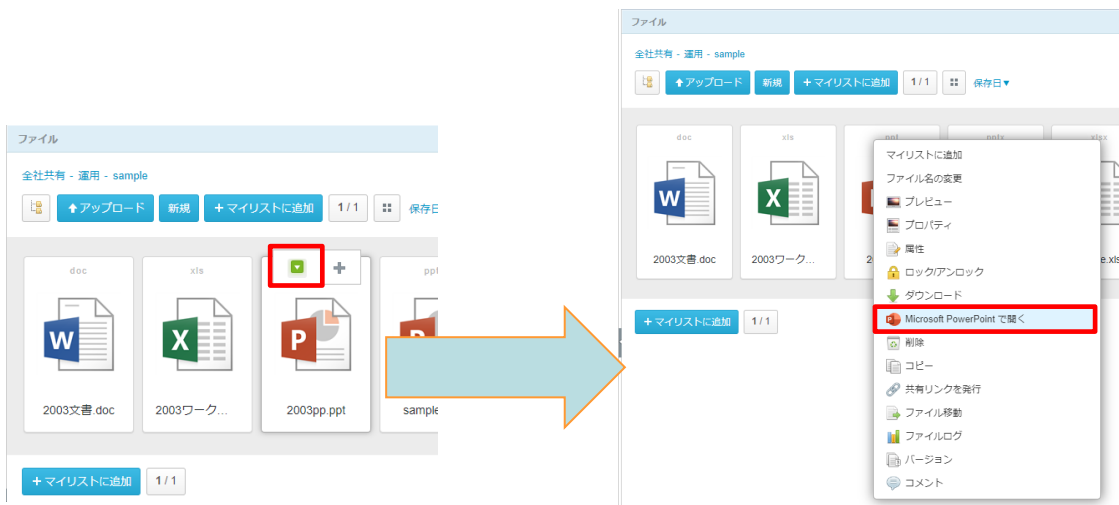 ファイル
全社共有 - 運用 - sample
アップロード 新規 +マイリストに追加 1 / 1 保存日
doc xls ppt
2003文書.doc 2003ワーク... 2003pp.ppt sample
+マイリストに追加 1 / 1
ファイル
全社共有 - 運用 - sample
アップロード 新規 +マイリストに追加 1 / 1 保存日▼
doc xls ppt pptx xlsx
2003文書.doc 2003ワーク... 2 e.xls
+マイリストに追加 1 / 1
マイリストに追加
ファイル名の変更
プレビュー
プロパティ
属性
ロック/アンロック
ダウンロード
Microsoft PowerPoint で開く
削除
コピー
共有リンクを発行
ファイル移動
ファイルログ
バージョン
コメント